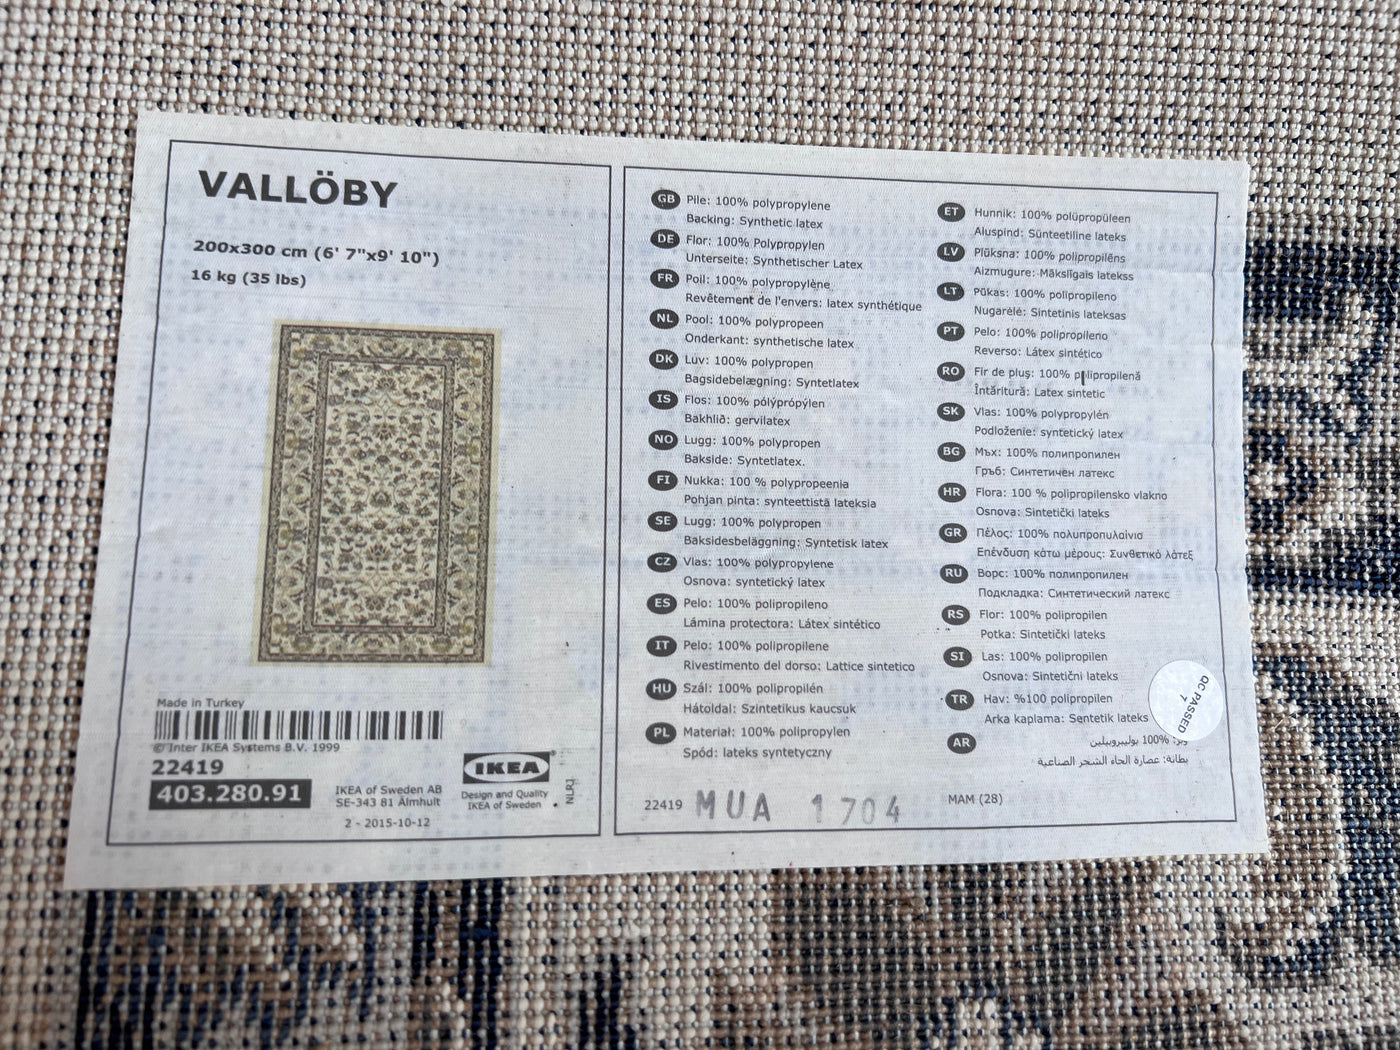 VALLÖBY
200x300 cm (6' 7"x9' 10")
16 kg (35 lbs)
Made in Turkey
© Inter IKEA Systems B.V. 1999
22419
403.280.91
IKEA of Sweden AB
SE-343 81 Älmhult
2 - 2015-10-12
IKEA
®
Design and Quality
IKEA of Sweden
GB Pile: 100% polypropylene
Backing: Synthetic latex
DE Flor: 100% Polypropylen
Unterseite: Synthetischer Latex
FR Poil: 100% polypropylène
Revêtement de l'envers: latex synthétique
NL Pool: 100% polypropeen
Onderkant: synthetische latex
DK Luv: 100% polypropen
Bagsidebelægning: Syntetlatex
IS Flos: 100% pólýprópýlen
Bakhlið: gervilatex
NO Lugg: 100% polypropen
Bakside: Syntetlatex.
FI Nukka: 100 % polypropeenia
Pohjan pinta: synteettistä lateksia
SE Lugg: 100% polypropen
Baksidesbeläggning: Syntetisk latex
CZ Vlas: 100% polypropylene
Osnova: syntetický latex
ES Pelo: 100% polipropileno
Lámina protectora: Látex sintético
IT Pelo: 100% polipropilene
Rivestimento del dorso: Lattice sintetico
HU Szál: 100% polipropilén
Hátoldal: Szintetikus kaucsuk
PL Materiał: 100% polipropylen
Spód: lateks syntetyczny
22419 MUA 1704
ET Hunnik: 100% polüpropüleen
Aluspind: Sünteetiline lateks
LV Plūksna: 100% polipropilēns
Aizmugure: Mākslīgais latekss
LT Pūkas: 100% polipropileno
Nugarėlė: Sintetinis lateksas
PT Pelo: 100% polipropileno
Reverso: Látex sintético
RO Fir de pluş: 100% polipropilenă
Întăritură: Latex sintetic
SK Vlas: 100% polypropylén
Podloženie: syntetický latex
BG Мъх: 100% полипропилен
Гръб: Синтетичен латекс
HR Flora: 100 % polipropilensko vlakno
Osnova: Sintetički lateks
GR Πέλος: 100% πολυπροπυλαίνιο
Επένδυση κάτω μέρους: Συνθετικό λάτεξ
RU Ворс: 100% полипропилен
Подкладка: Синтетический латекс
RS Flor: 100% polipropilen
Potka: Sintetički lateks
SI Las: 100% polipropilen
Osnova: Sintetični lateks
TR Hav: %100 polipropilen
Arka kaplama: Sentetik lateks
AR وبر: 100% بوليبروبيلين
بطانة: عصارة لحاء الشجر الصناعية
MAM (28)
QC PASSED
7